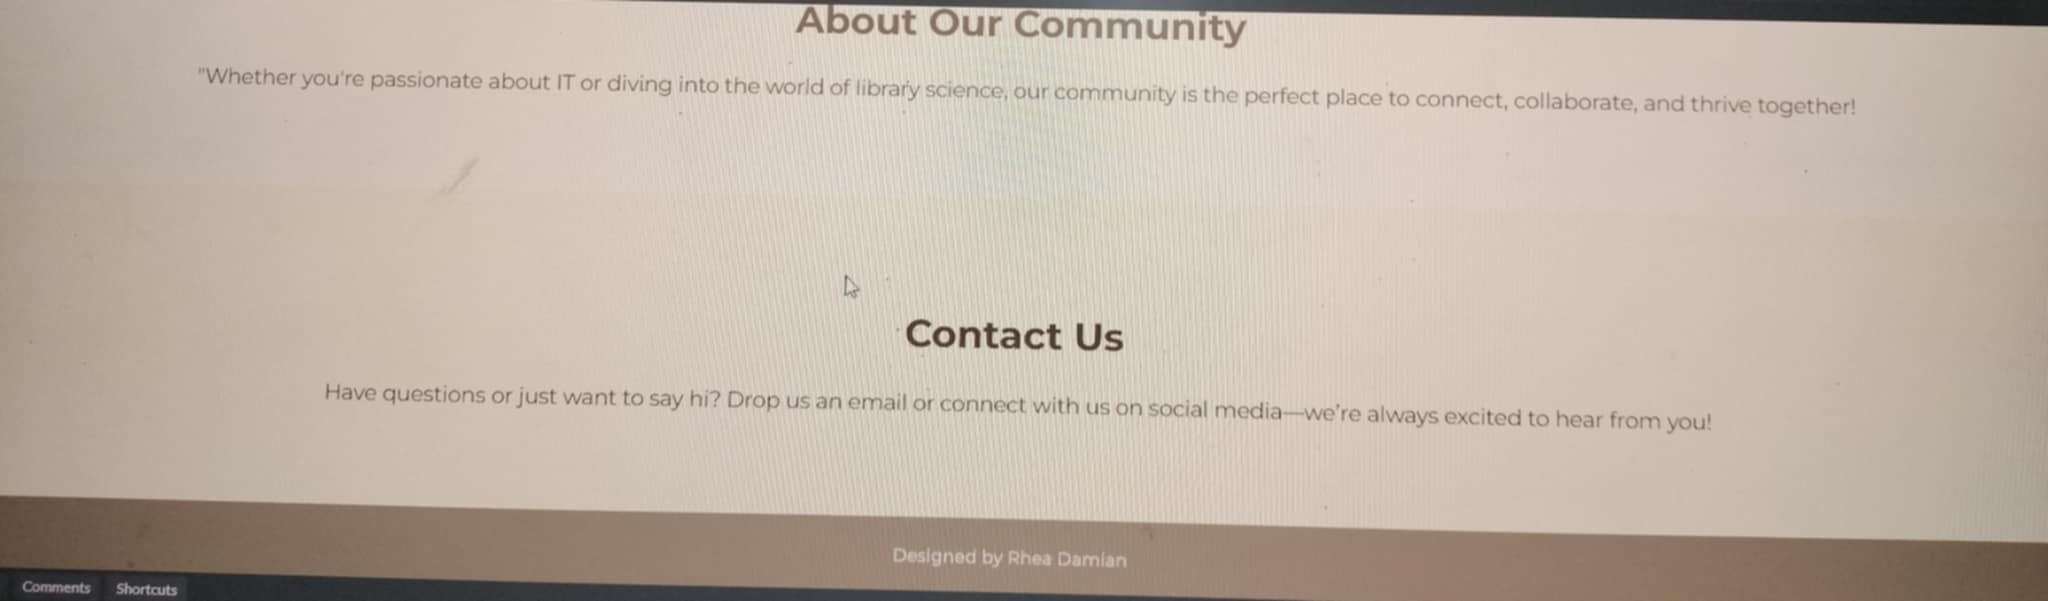 About Our Community
"Whether you're passionate about IT or diving into the world of library science, our community is the perfect place to connect, collaborate, and thrive together!
Contact Us
Have questions or just want to say hi? Drop us an email or connect with us on social media—we're always excited to hear from you!
Designed by Rhea Damian
Comments Shortcuts